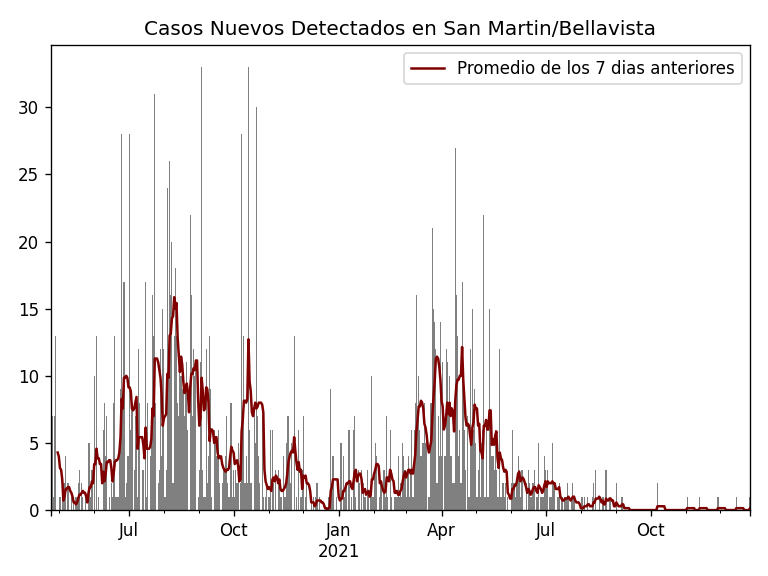 Casos Nuevos Detectados en San Martin/Bellavista
Promedio de los 7 dias anteriores
30
25
20
15
10
5
0
Jul Oct Jan Apr Jul Oct
2021